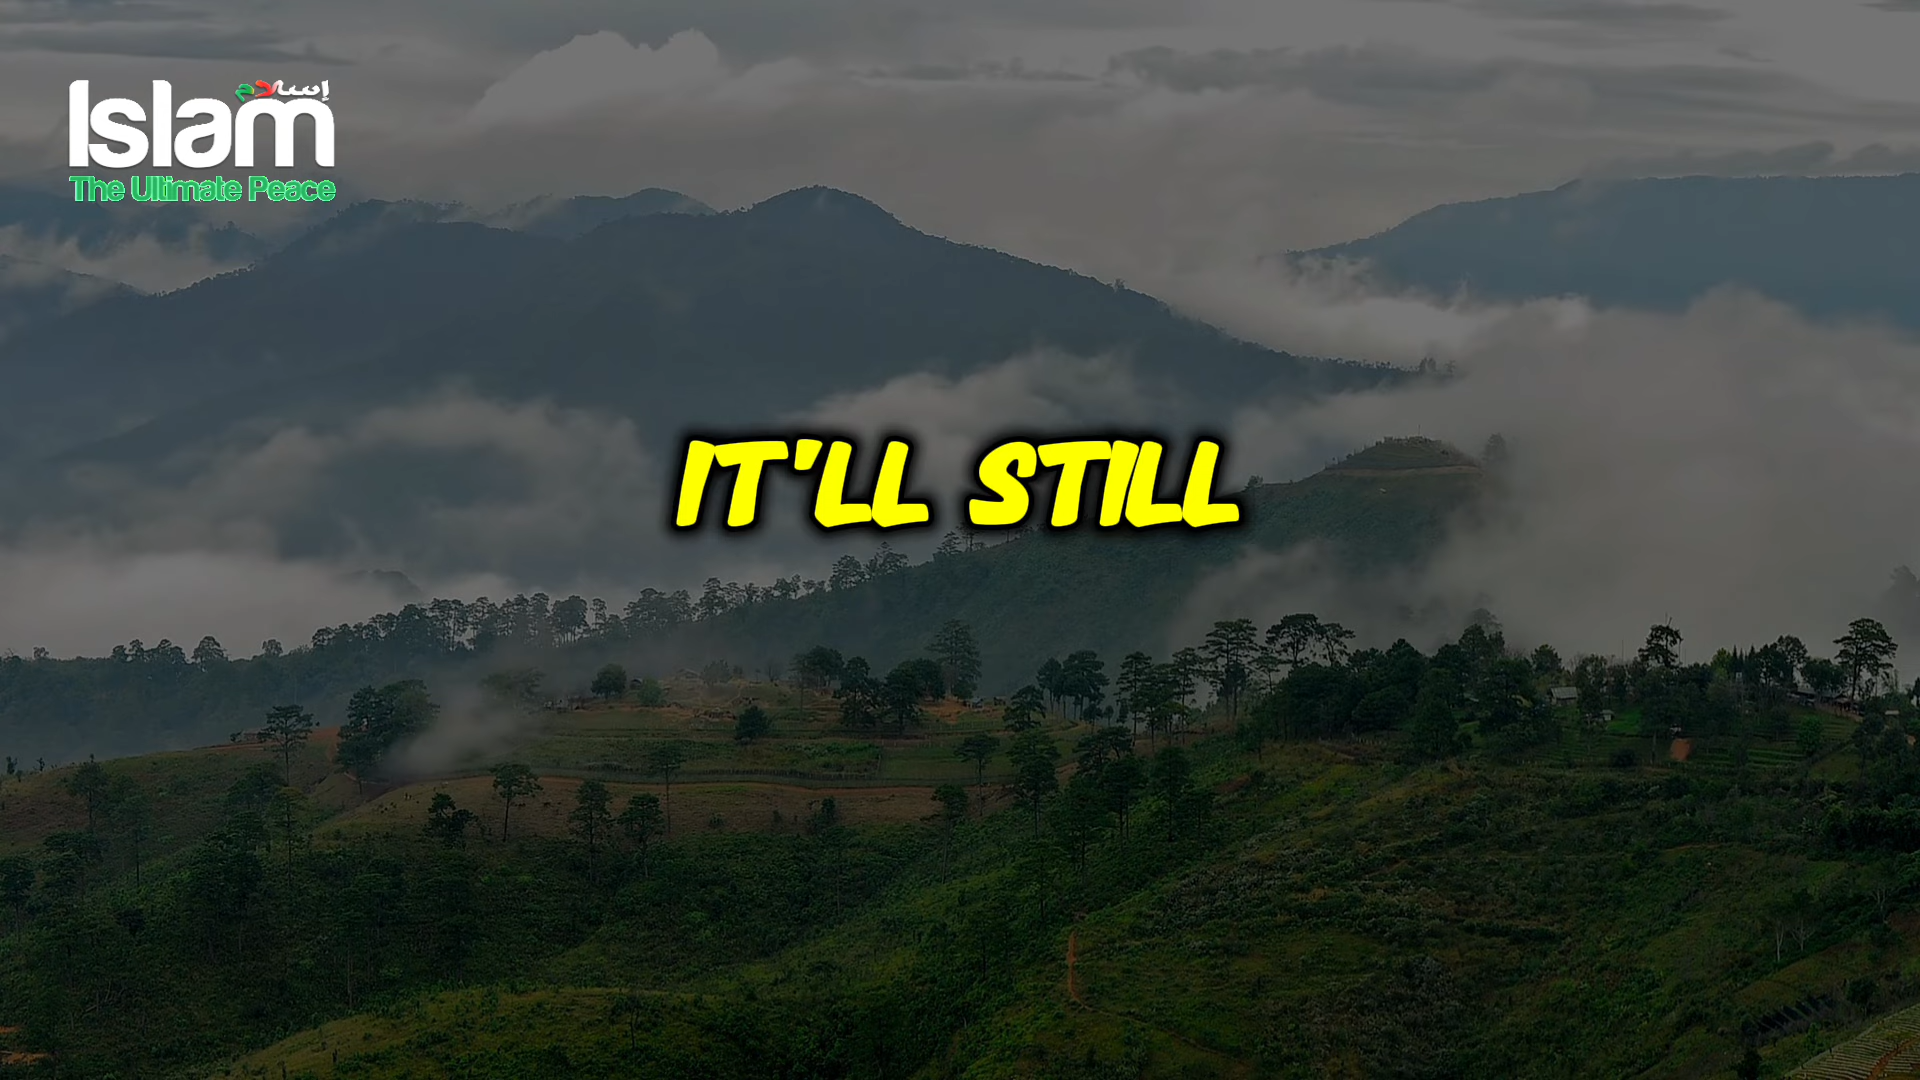 إسلام
Islam
The Ultimate Peace
IT'LL STILL